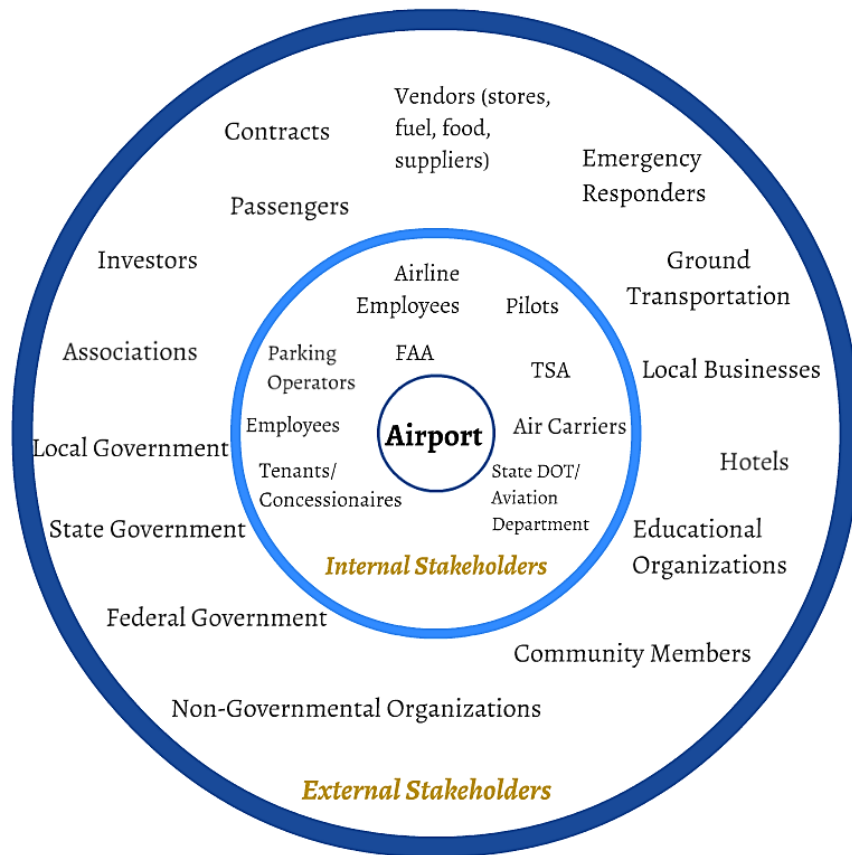 Vendors (stores,
fuel, food,
suppliers)
Contracts
Emergency
Responders
Passengers
Investors
Ground
Transportation
Airline
Employees
Pilots
Associations
Parking
Operators
FAA
TSA
Local Businesses
Local Government
Employees
Airport
Air Carriers
Hotels
Tenants/
Concessionaires
State DOT/
Aviation
Department
State Government
Educational
Organizations
Internal Stakeholders
Federal Government
Community Members
Non-Governmental Organizations
External Stakeholders